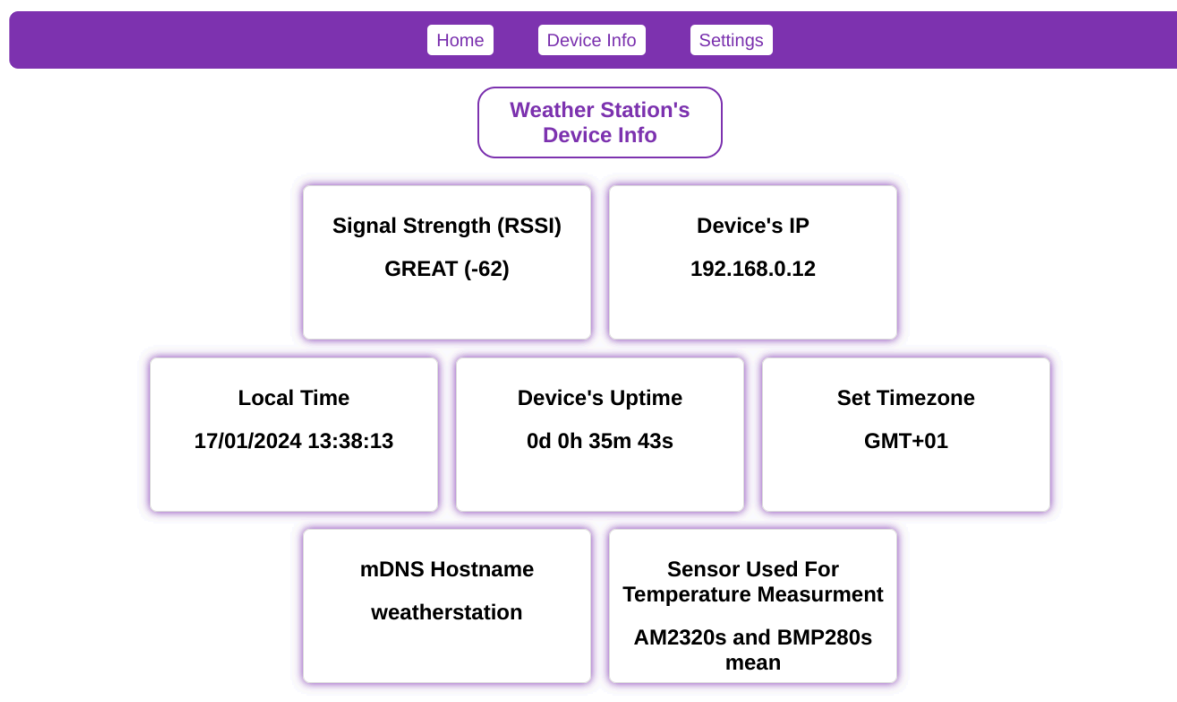 Home Device Info Settings
Weather Station's
Device Info
Signal Strength (RSSI)
GREAT (-62)
Device's IP
192.168.0.12
Local Time
17/01/2024 13:38:13
Device's Uptime
0d 0h 35m 43s
Set Timezone
GMT+01
mDNS Hostname
weatherstation
Sensor Used For
Temperature Measurment
AM2320s and BMP280s
mean